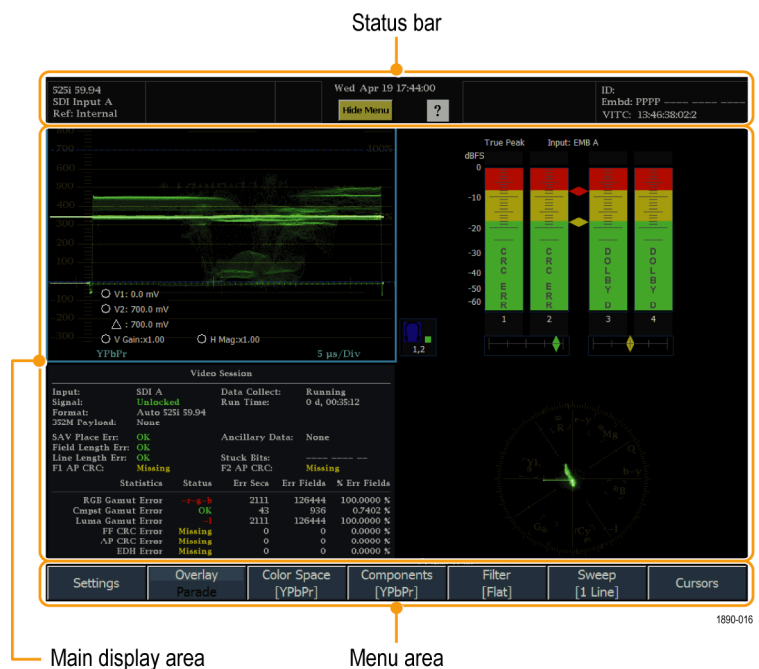 Status bar
525i 59.94
SDI Input A
Ref: Internal
Wed Apr 19 17:44:00
Hide Menu
?
ID:
Embd: PPPP ---- ---- ----
VITC: 13:46:38:02:2
800
700
100%
600
500
400
300
200
100
-100
-200
-300
V1: 0.0 mV
V2: 700.0 mV
△ : 700.0 mV
V Gain:x1.00
H Mag:x1.00
YPbPr
5 µs/Div
True Peak Input: EMB A
dBFS
0
-10
-20
-30
-40
-50
-60
CRC ERR
CRC ERR
DOLBY D
DOLBY D
1 2 3 4
1,2
Video Session
Input: SDI A Data Collect: Running
Signal: Unlocked Run Time: 0 d, 00:35:12
Format: Auto 525i 59.94
352M Payload: None
SAV Place Err: OK Ancillary Data: None
Field Length Err: OK
Line Length Err: OK Stuck Bits: ---- ---- --
F1 AP CRC: Missing F2 AP CRC: Missing
Statistics Status Err Secs Err Fields % Err Fields
RGB Gamut Error -r-g-b 2111 126444 100.0000 %
Cmpst Gamut Error OK 43 936 0.7402 %
Luma Gamut Error -l 2111 126444 100.0000 %
FF CRC Error Missing 0 0 0.0000 %
AP CRC Error Missing 0 0 0.0000 %
EDH Error Missing 0 0 0.0000 %
R
e-Y
Mg
YL
b-y
B
G
Cy
-I
Settings
Overlay
Parade
Color Space
[YPbPr]
Components
[YPbPr]
Filter
[Flat]
Sweep
[1 Line]
Cursors
1890-016
Main display area
Menu area